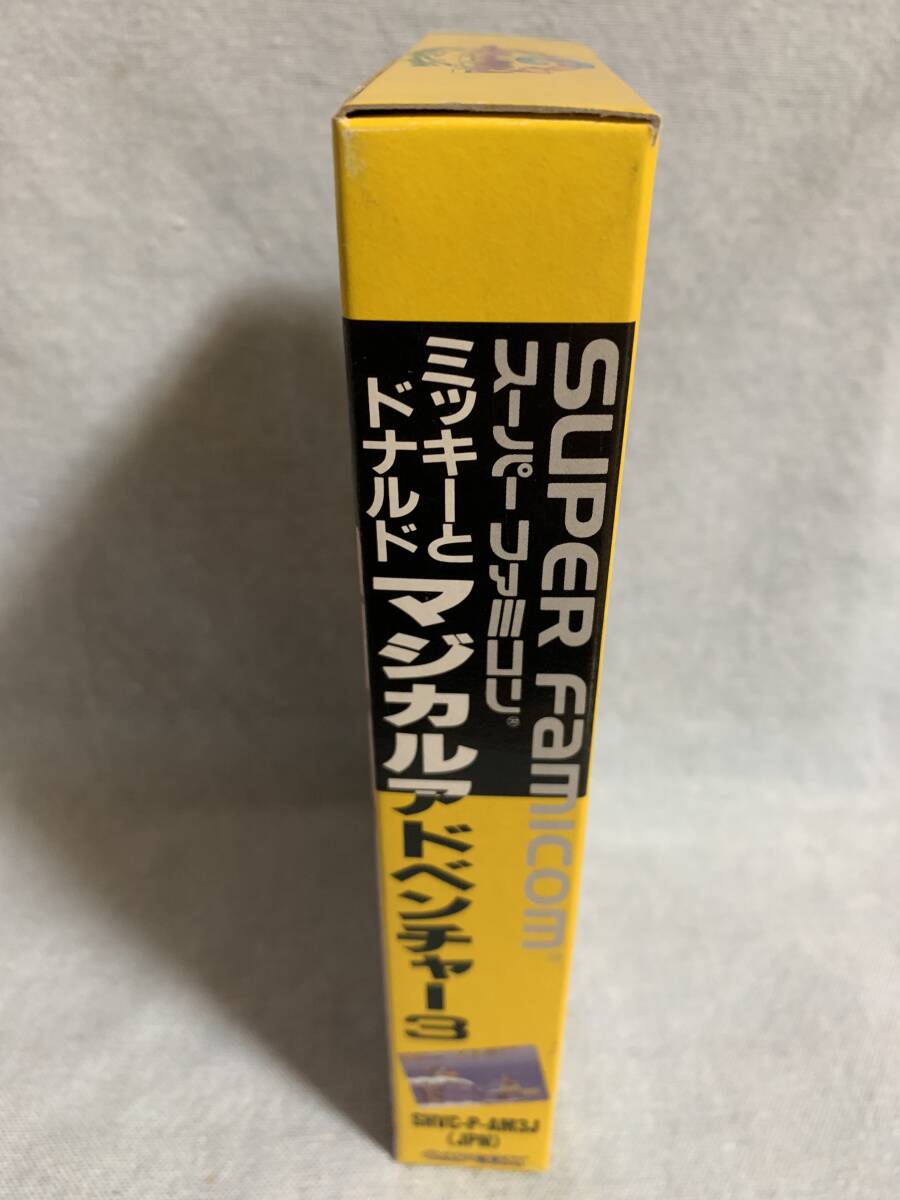 SUPER FamICom
スーパーファミコン®
ミッキーと
ドナルド
マジカルアドベンチャー3
SHVC-P-AM3J
(JPN)